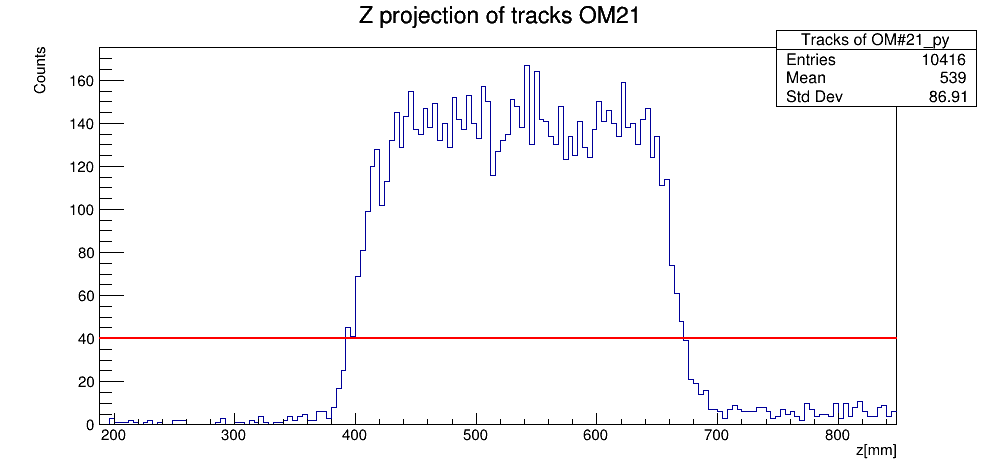 Z projection of tracks OM21
Tracks of OM#21_py
Entries 10416
Mean 539
Std Dev 86.91
Counts
160
140
120
100
80
60
40
20
0
200 300 400 500 600 700 800
z[mm]